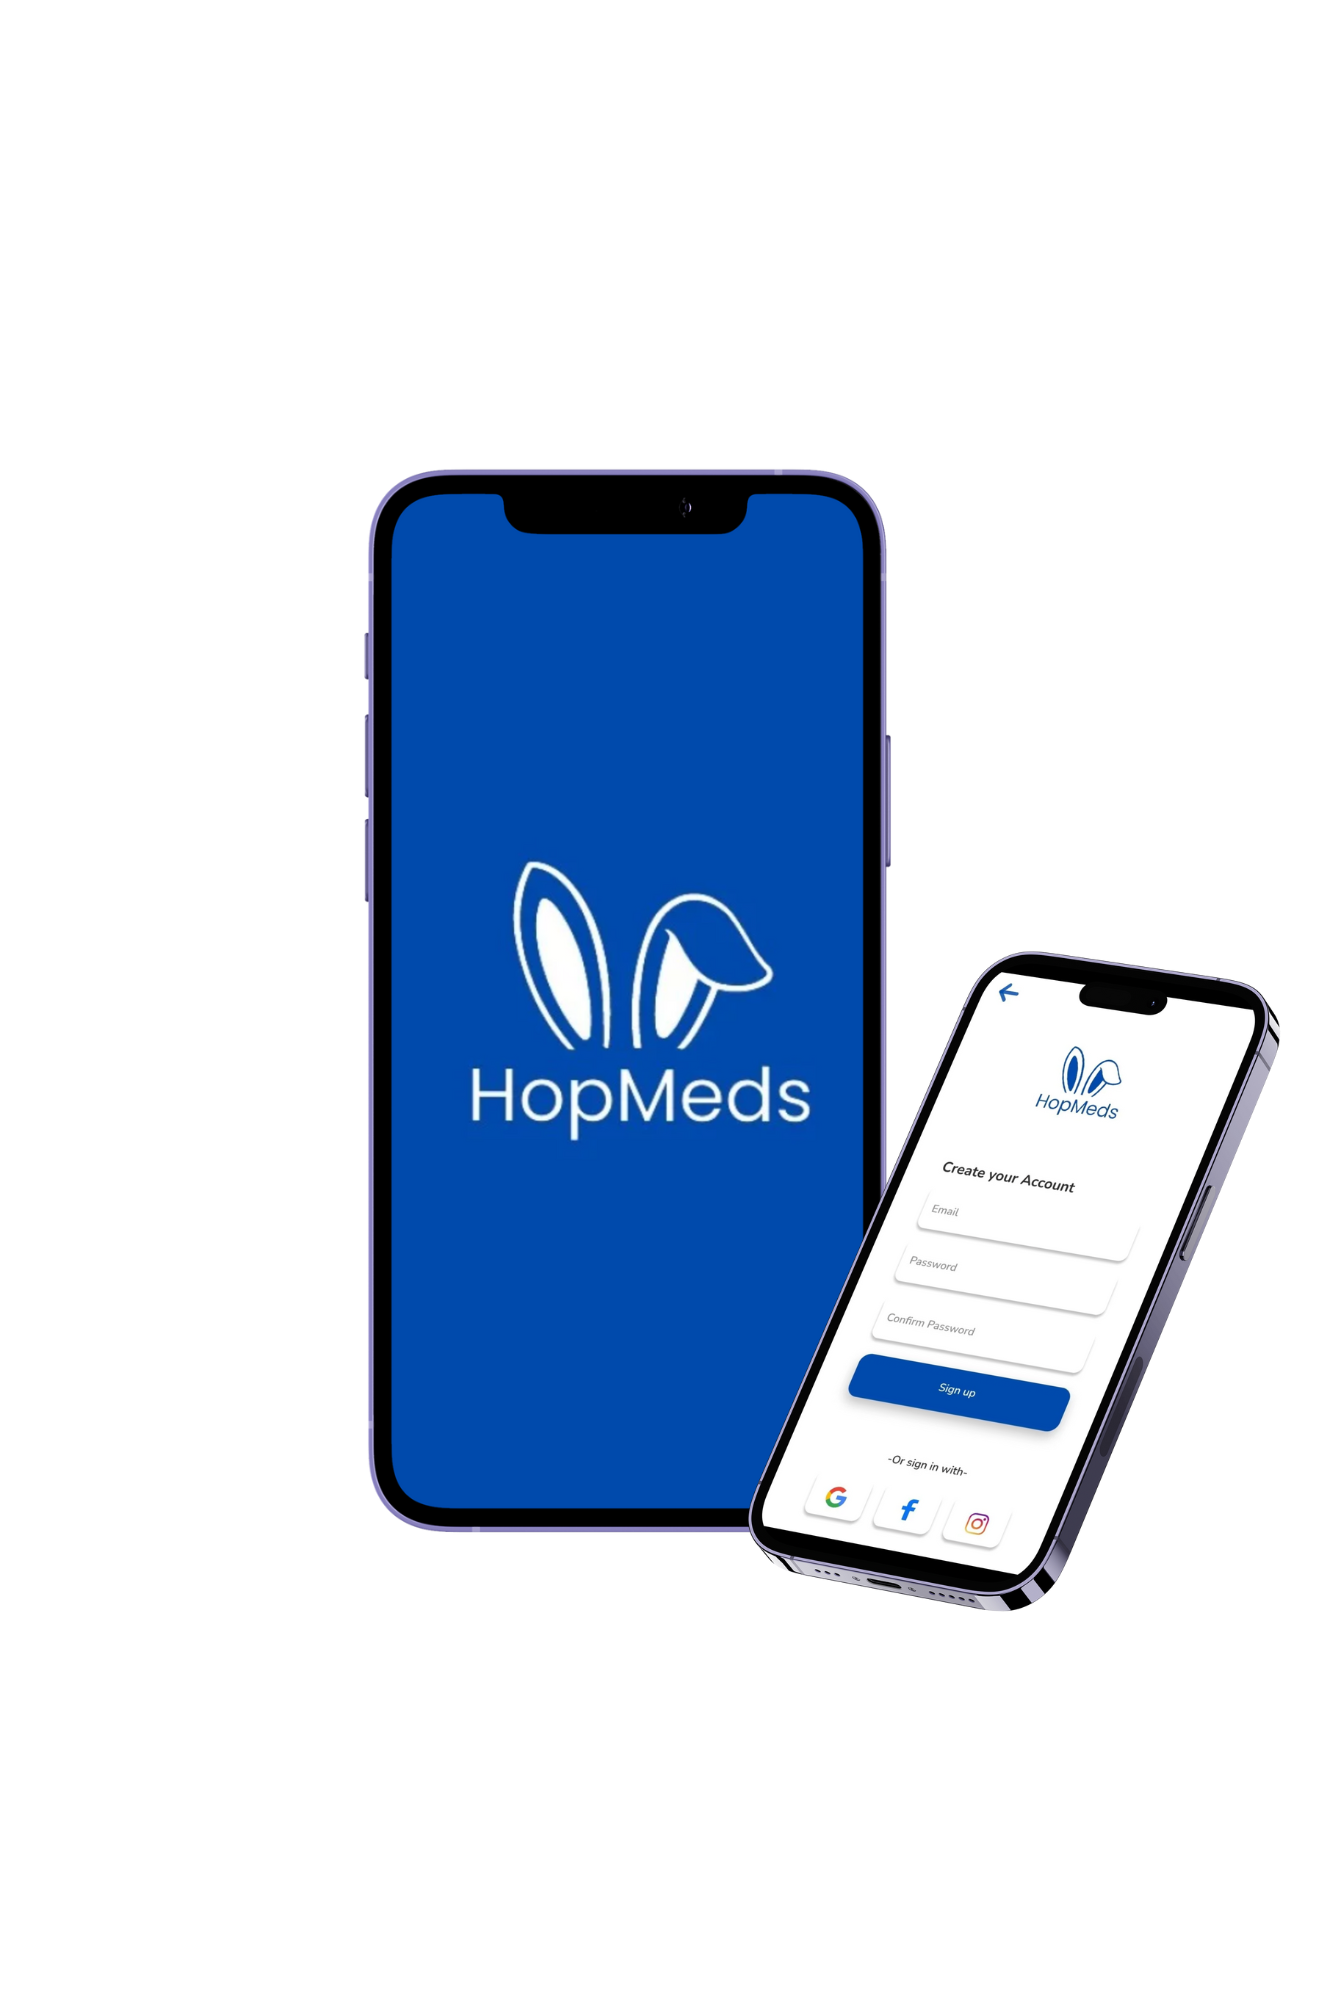 HopMeds
HopMeds
Create your Account
Email
Password
Confirm Password
Sign up
-Or sign in with-